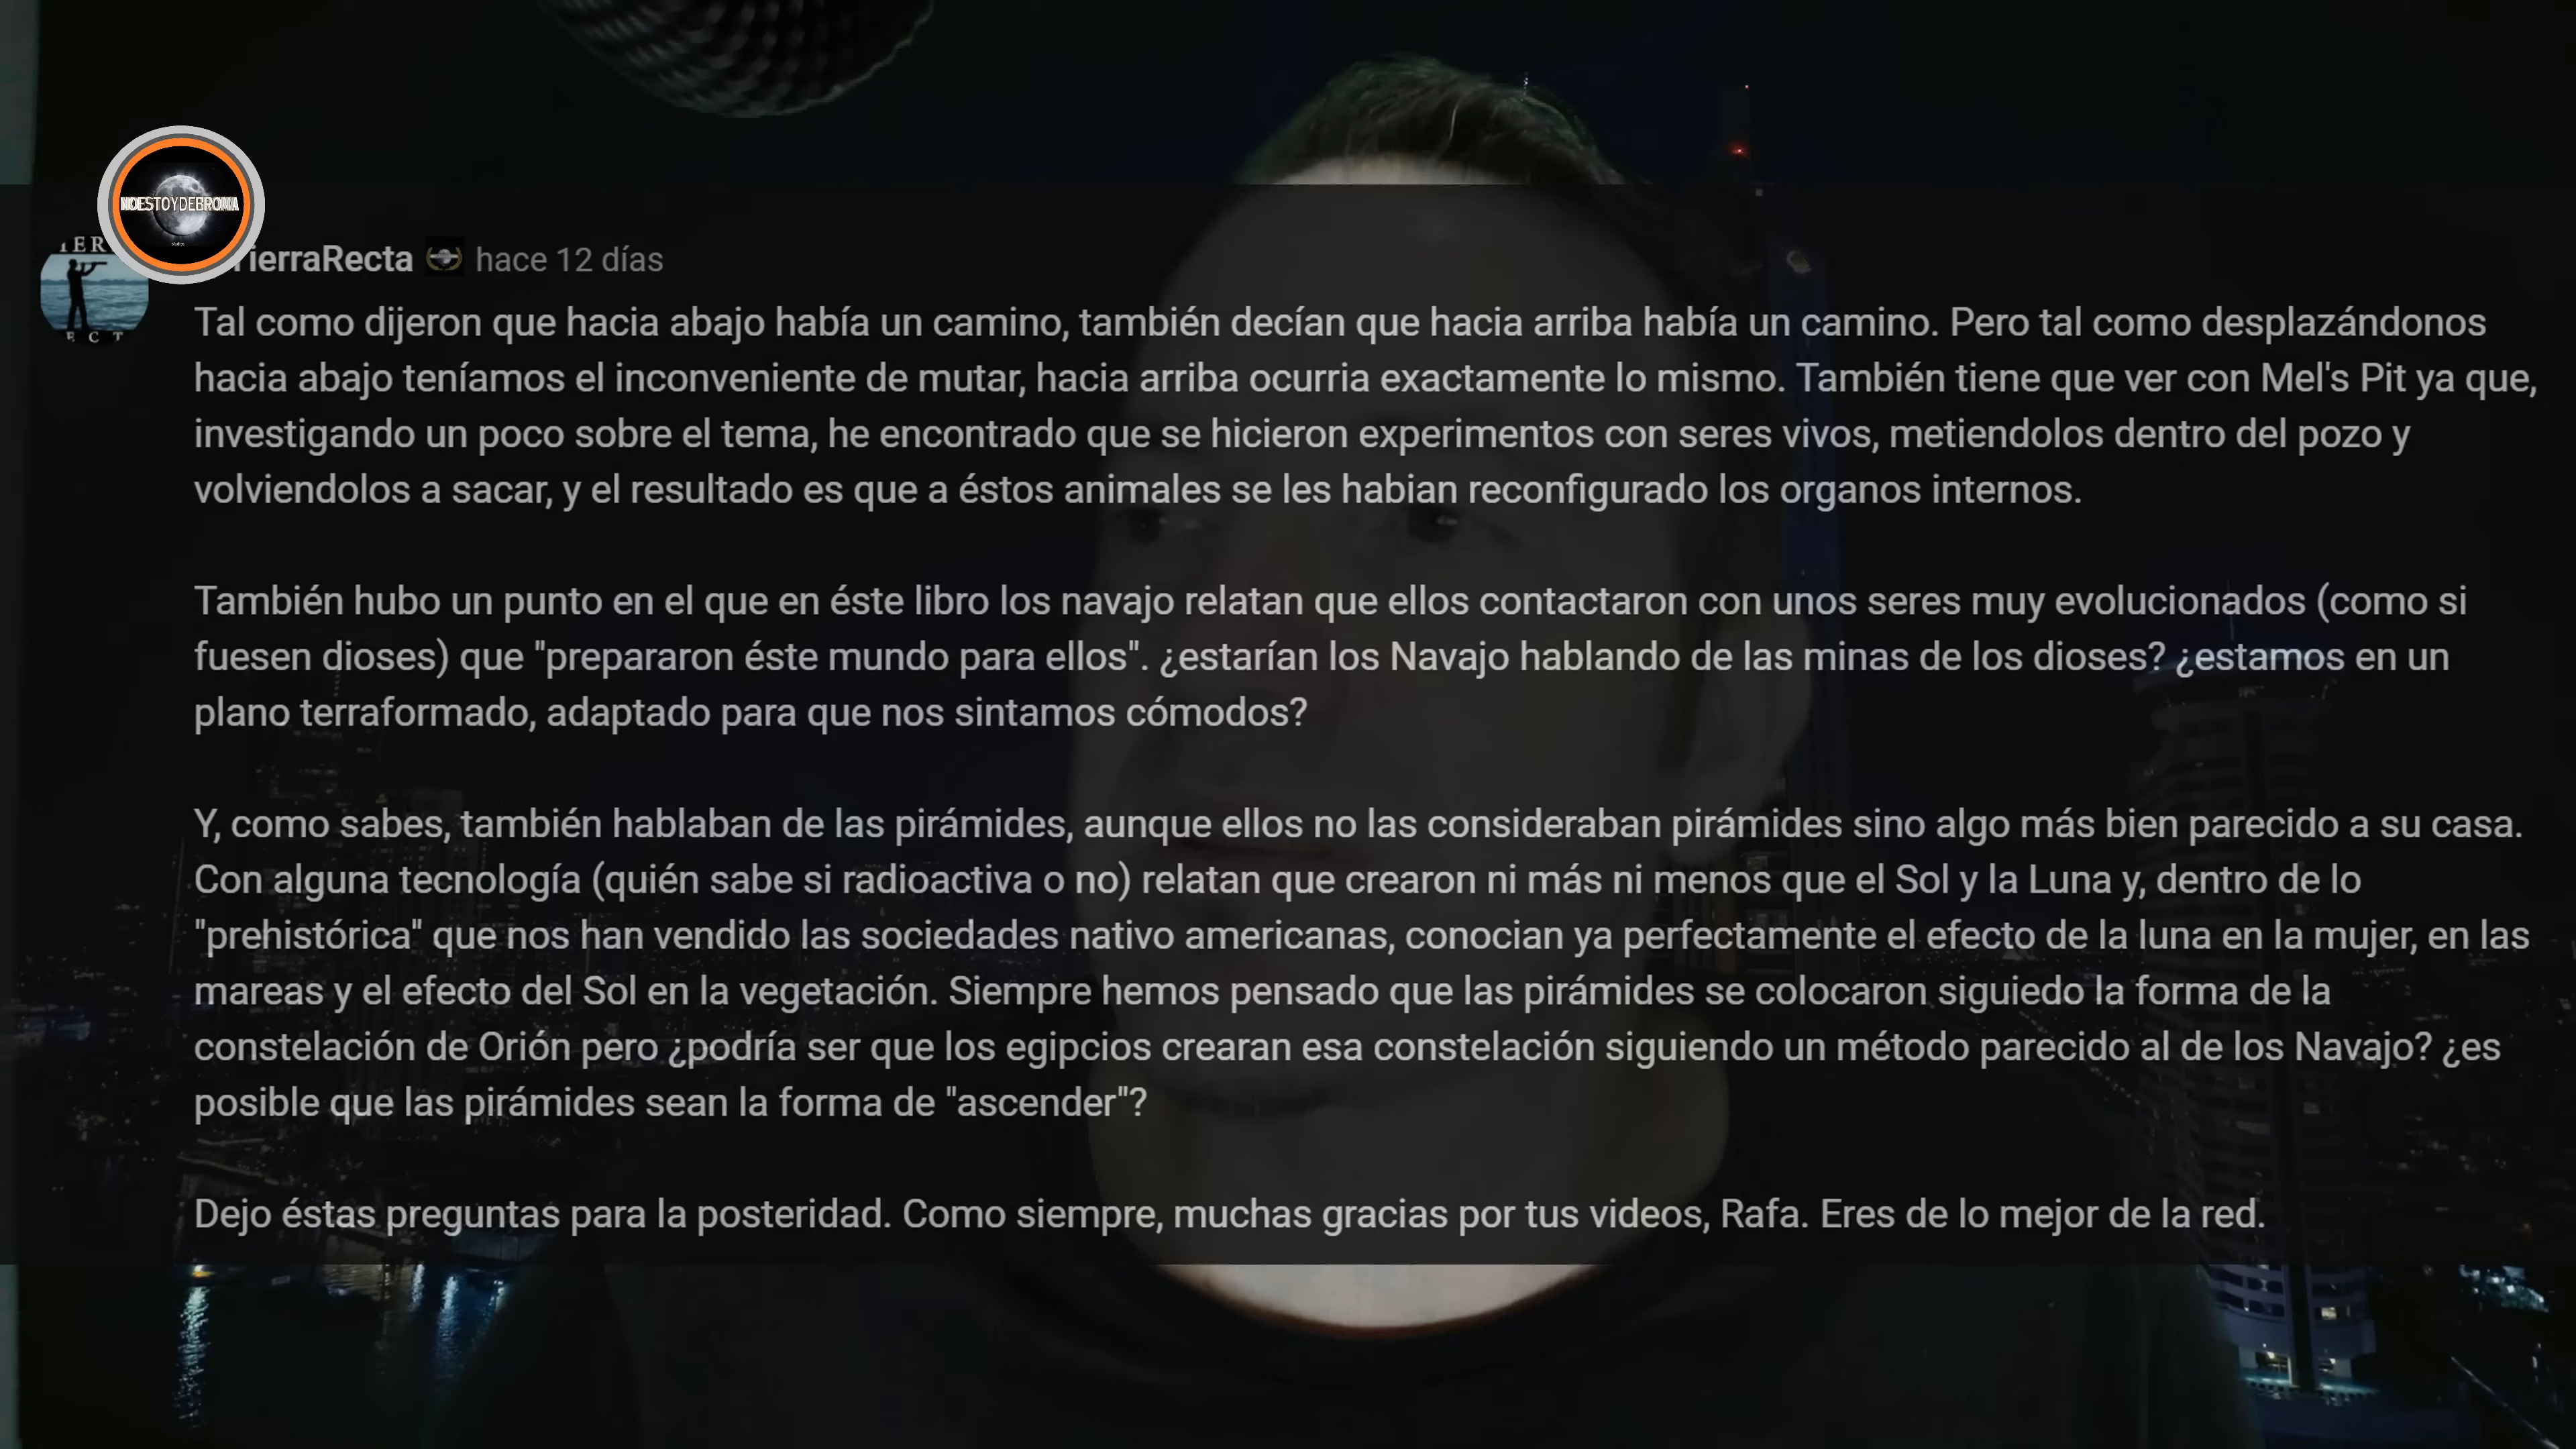 NOESTOYDEBROMA
TierraRecta hace 12 días
Tal como dijeron que hacia abajo había un camino, también decían que hacia arriba había un camino. Pero tal como desplazándonos
hacia abajo teníamos el inconveniente de mutar, hacia arriba ocurria exactamente lo mismo. También tiene que ver con Mel's Pit ya que,
investigando un poco sobre el tema, he encontrado que se hicieron experimentos con seres vivos, metiendolos dentro del pozo y
volviendolos a sacar, y el resultado es que a éstos animales se les habian reconfigurado los organos internos.
También hubo un punto en el que en éste libro los navajo relatan que ellos contactaron con unos seres muy evolucionados (como si
fuesen dioses) que "prepararon éste mundo para ellos". ¿estarían los Navajo hablando de las minas de los dioses? ¿estamos en un
plano terraformado, adaptado para que nos sintamos cómodos?
Y, como sabes, también hablaban de las pirámides, aunque ellos no las consideraban pirámides sino algo más bien parecido a su casa.
Con alguna tecnología (quién sabe si radioactiva o no) relatan que crearon ni más ni menos que el Sol y la Luna y, dentro de lo
"prehistórica" que nos han vendido las sociedades nativo americanas, conocian ya perfectamente el efecto de la luna en la mujer, en las
mareas y el efecto del Sol en la vegetación. Siempre hemos pensado que las pirámides se colocaron siguiedo la forma de la
constelación de Orión pero ¿podría ser que los egipcios crearan esa constelación siguiendo un método parecido al de los Navajo? ¿es
posible que las pirámides sean la forma de "ascender"?
Dejo éstas preguntas para la posteridad. Como siempre, muchas gracias por tus videos, Rafa. Eres de lo mejor de la red.